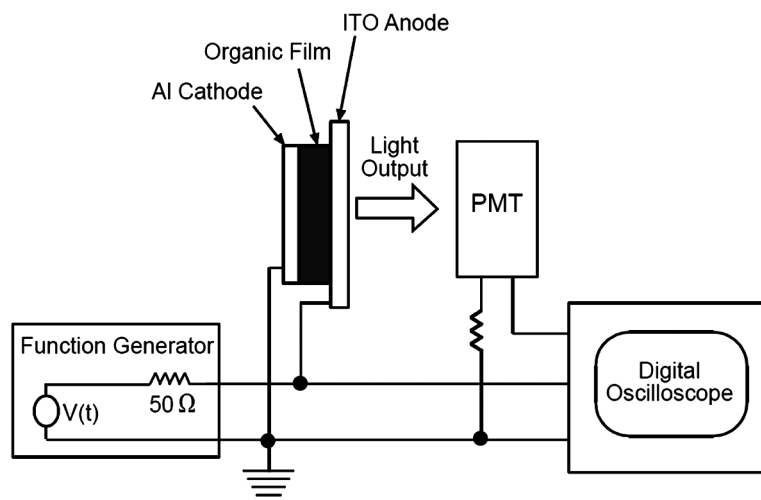 ITO Anode
Organic Film
Al Cathode
Light
Output
PMT
Function Generator
V(t)
50 Ω
Digital
Oscilloscope